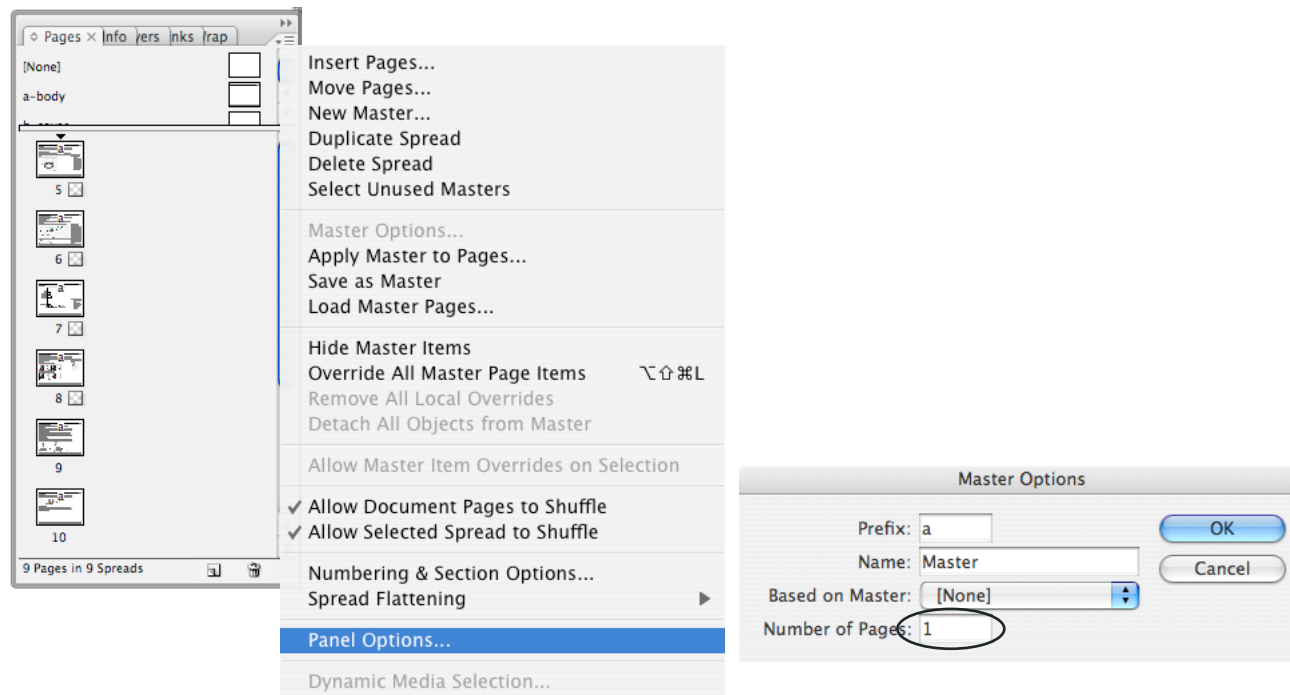 Pages × Info yers inks rap
[None]
a-body
a
5
a
6
a
7
a
8
a
9
a
10
9 Pages in 9 Spreads
Insert Pages...
Move Pages...
New Master...
Duplicate Spread
Delete Spread
Select Unused Masters
Master Options...
Apply Master to Pages...
Save as Master
Load Master Pages...
Hide Master Items
Override All Master Page Items ⌥⇧⌘L
Remove All Local Overrides
Detach All Objects from Master
Allow Master Item Overrides on Selection
✓ Allow Document Pages to Shuffle
✓ Allow Selected Spread to Shuffle
Numbering & Section Options...
Spread Flattening
Panel Options...
Dynamic Media Selection...
Master Options
Prefix: a
OK
Name: Master
Cancel
Based on Master: [None]
Number of Pages: 1